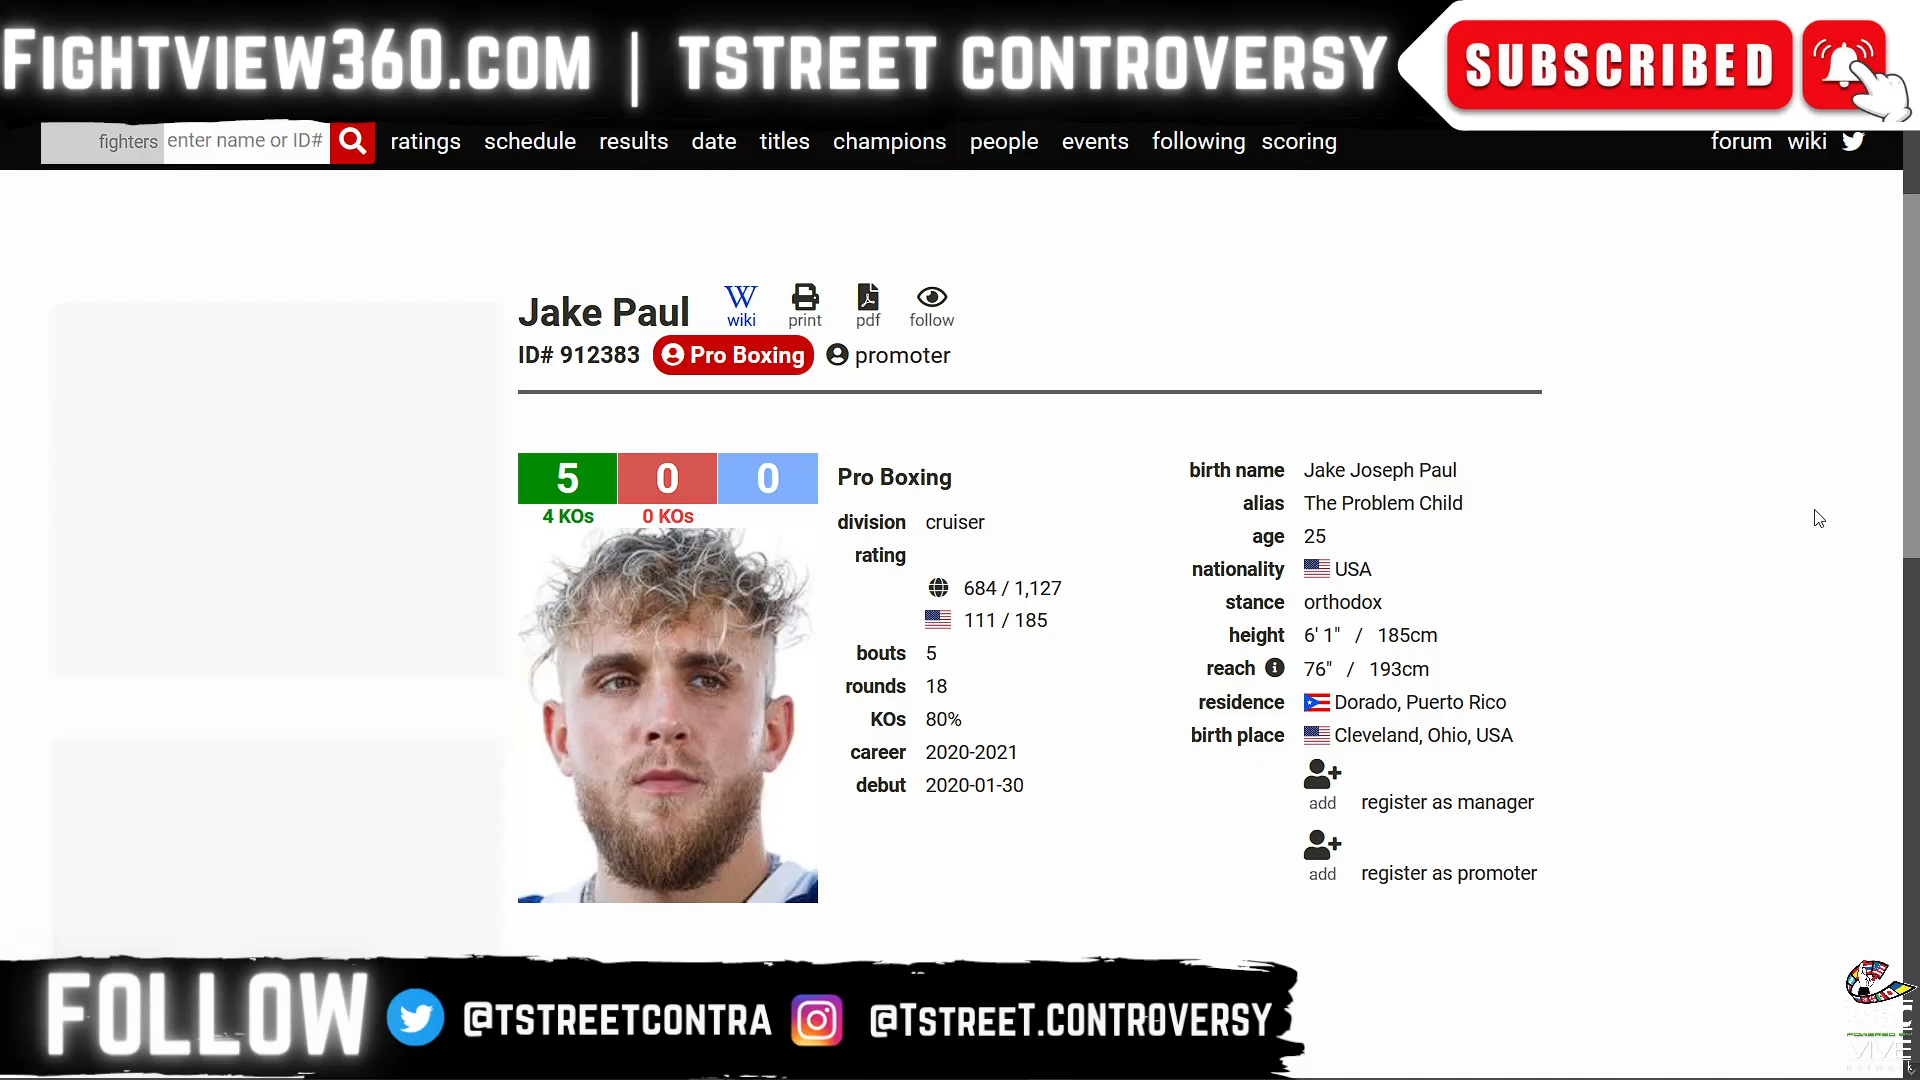 FIGHTVIEW360.COM | TSTREET CONTROVERSY
SUBSCRIBED
fighters enter name or ID# ratings schedule results date titles champions people events following scoring forum wiki
Jake Paul
W
wiki print pdf follow
ID# 912383 Pro Boxing promoter
5 0 0
4 KOs 0 KOs
Pro Boxing
division cruiser
rating
684 / 1,127
111 / 185
bouts 5
rounds 18
KOs 80%
career 2020-2021
debut 2020-01-30
birth name Jake Joseph Paul
alias The Problem Child
age 25
nationality USA
stance orthodox
height 6' 1" / 185cm
reach 76" / 193cm
residence Dorado, Puerto Rico
birth place Cleveland, Ohio, USA
add register as manager
add register as promoter
FOLLOW @TSTREETCONTRA @TSTREET.CONTROVERSY